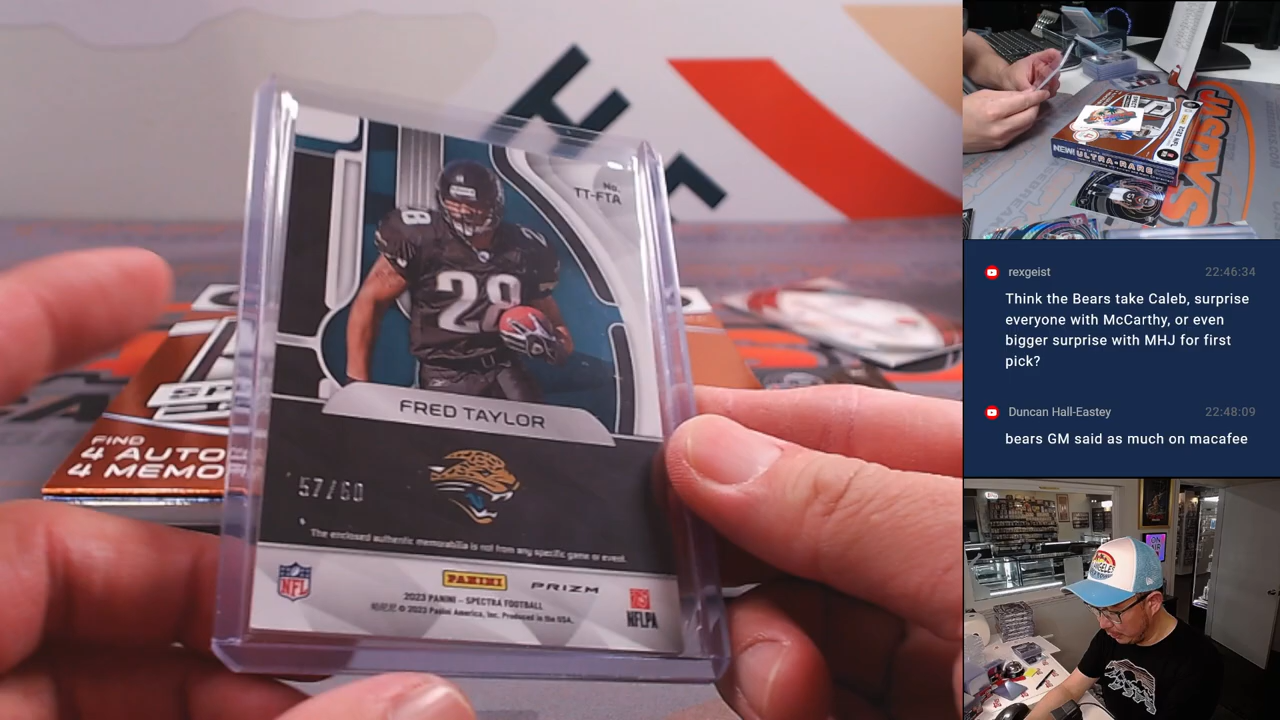 No.
TT-FTA
28
28
FRED TAYLOR
57/60
The enclosed authentic memorabilia is not from any specific game or event.
NFL
PANINI
PRIZM
2023 PANINI – SPECTRA FOOTBALL
© 2023 Panini America, Inc. Produced in the USA.
NFLPA
FIND
4 AUTO
4 MEMO
NEW ULTRA-RARE
JASPYS
rexgeist
22:46:34
Think the Bears take Caleb, surprise
everyone with McCarthy, or even
bigger surprise with MHJ for first
pick?
Duncan Hall-Eastey
22:48:09
bears GM said as much on macafee
ON
AIR